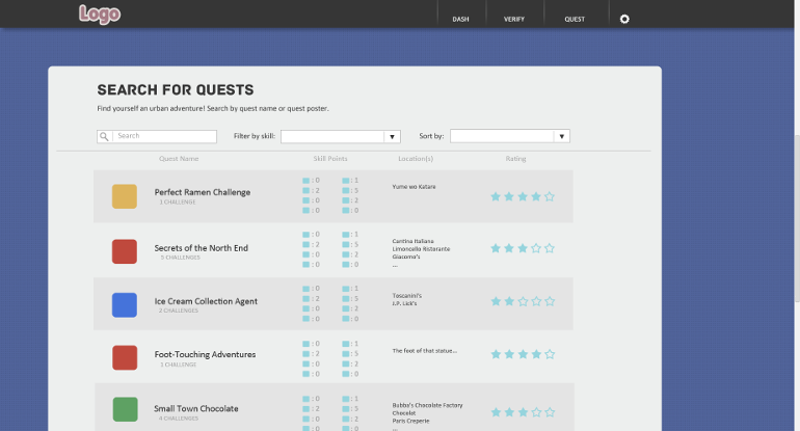 Logo
DASH VERIFY QUEST
SEARCH FOR QUESTS
Find yourself an urban adventure! Search by quest name or quest poster.
Search Filter by skill: Sort by:
Quest Name Skill Points Location(s) Rating
Perfect Ramen Challenge
1 CHALLENGE
: 0 : 1
: 2 : 5
: 0 : 2
: 0 : 0
Yume wo Katare
Secrets of the North End
5 CHALLENGES
: 0 : 1
: 2 : 5
: 0 : 2
: 0 : 0
Cantina Italiana
Limoncello Ristorante
Giacomo's
...
Ice Cream Collection Agent
2 CHALLENGES
: 0 : 1
: 2 : 5
: 0 : 2
: 0 : 0
Toscanini's
J.P. Lick's
Foot-Touching Adventures
1 CHALLENGE
: 0 : 1
: 2 : 5
: 0 : 2
: 0 : 0
The foot of that statue...
Small Town Chocolate
4 CHALLENGES
: 0 : 1
: 2 : 5
: 0 : 2
: 0 : 0
Bubba's Chocolate Factory
Chocolat
Paris Creperie
...